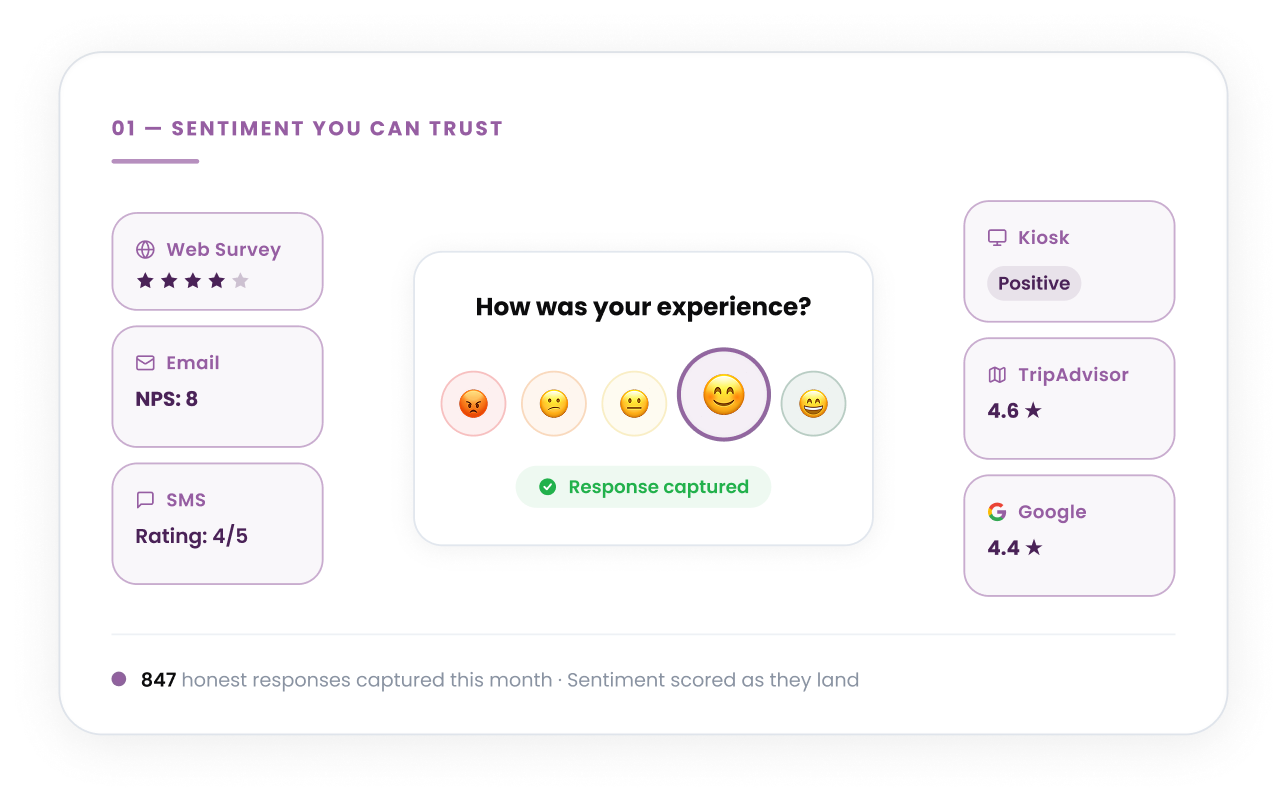 01 — SENTIMENT YOU CAN TRUST
Web Survey
Email
NPS: 8
SMS
Rating: 4/5
How was your experience?
Response captured
Kiosk
Positive
TripAdvisor
4.6 ★
Google
4.4 ★
847 honest responses captured this month · Sentiment scored as they land